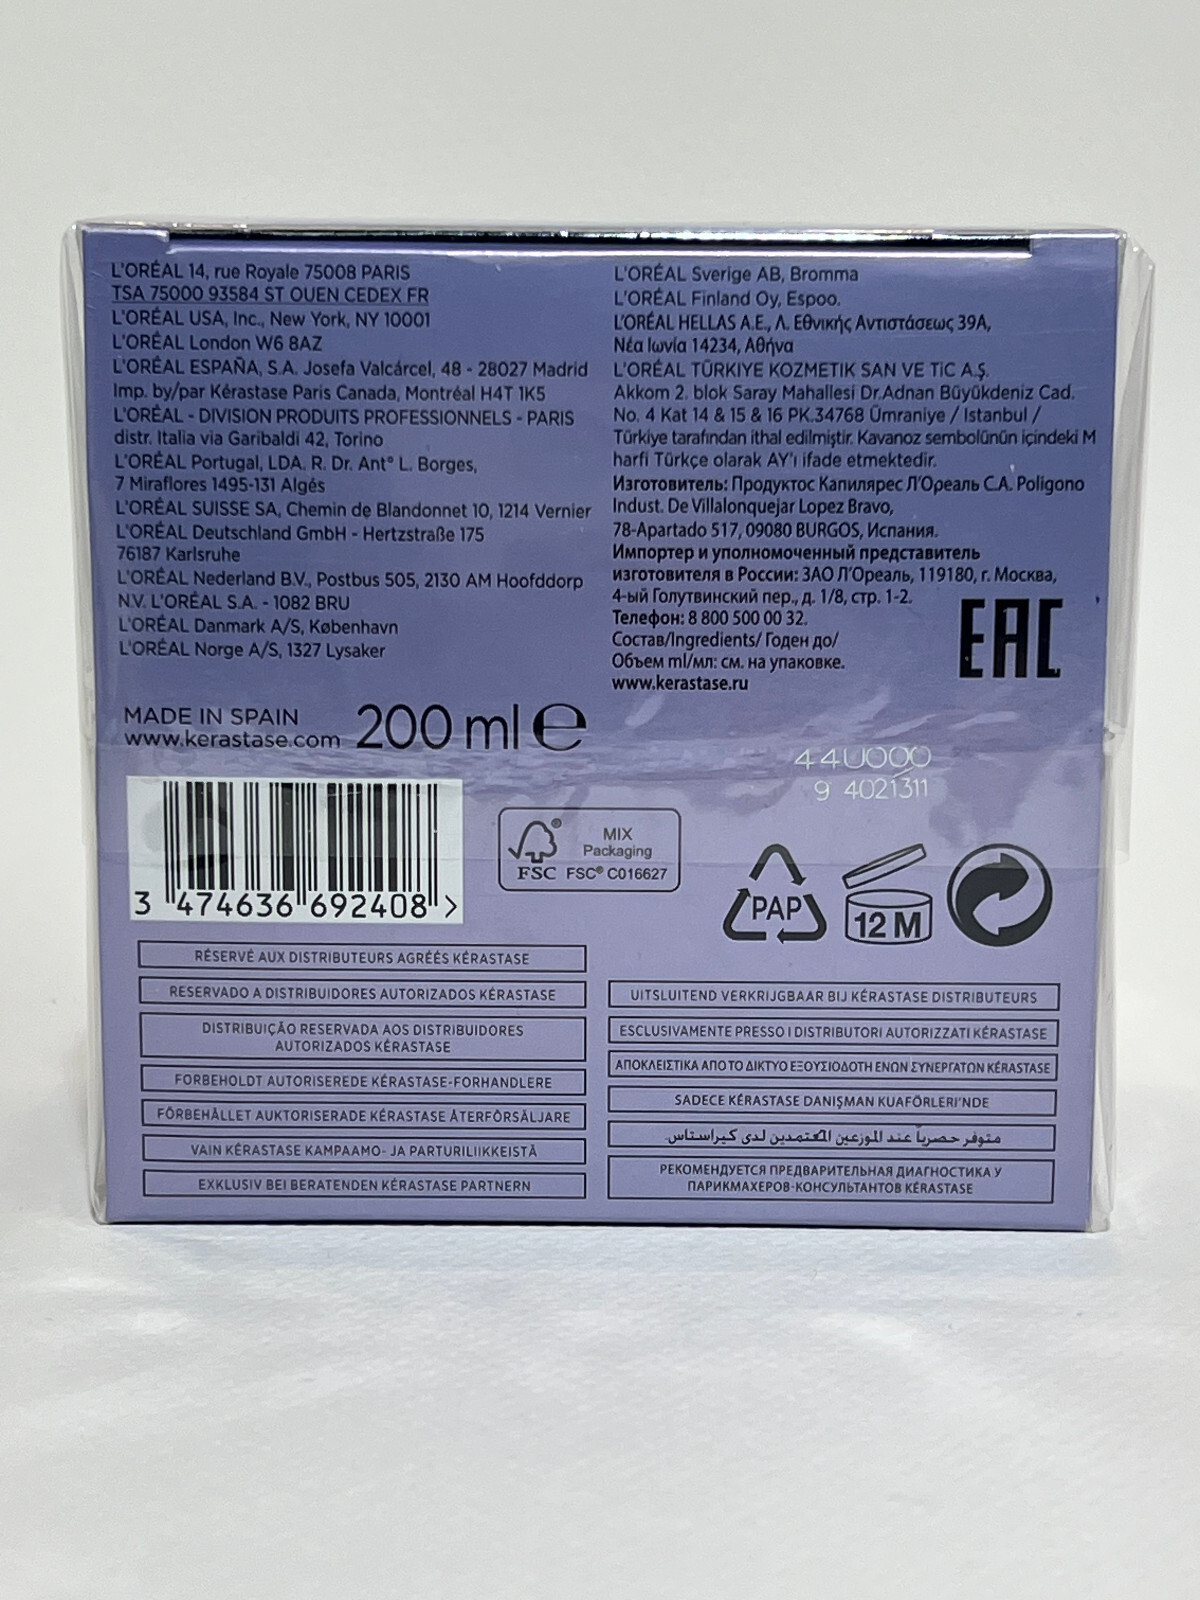 L'ORÉAL 14, rue Royale 75008 PARIS
TSA 75000 93584 ST OUEN CEDEX FR
L'ORÉAL USA, Inc., New York, NY 10001
L'ORÉAL London W6 8AZ
L'ORÉAL ESPAÑA, S.A. Josefa Valcárcel, 48 - 28027 Madrid
Imp. by/par Kérastase Paris Canada, Montréal H4T 1K5
L'ORÉAL - DIVISION PRODUITS PROFESSIONNELS - PARIS
distr. Italia via Garibaldi 42, Torino
L'ORÉAL Portugal, LDA. R. Dr. Ant° L. Borges,
7 Miraflores 1495-131 Algés
L'ORÉAL SUISSE SA, Chemin de Blandonnet 10, 1214 Vernier
L'ORÉAL Deutschland GmbH - Hertzstraße 175
76187 Karlsruhe
L'ORÉAL Nederland B.V., Postbus 505, 2130 AM Hoofddorp
N.V. L'ORÉAL S.A. - 1082 BRU
L'ORÉAL Danmark A/S, København
L'ORÉAL Norge A/S, 1327 Lysaker
MADE IN SPAIN
www.kerastase.com
200 ml e
3 474636 692408 >
FSC
MIX
Packaging
FSC® C016627
RÉSERVÉ AUX DISTRIBUTEURS AGRÉÉS KÉRASTASE
RESERVADO A DISTRIBUIDORES AUTORIZADOS KÉRASTASE
DISTRIBUIÇÃO RESERVADA AOS DISTRIBUIDORES
AUTORIZADOS KÉRASTASE
FORBEHOLDT AUTORISEREDE KÉRASTASE-FORHANDLERE
FÖRBEHÅLLET AUKTORISERADE KÉRASTASE ÅTERFÖRSÄLJARE
VAIN KÉRASTASE KAMPAAMO- JA PARTURILIIKKEISTÄ
EXKLUSIV BEI BERATENDEN KÉRASTASE PARTNERN
L'ORÉAL Sverige AB, Bromma
L'ORÉAL Finland Oy, Espoo.
L'ORÉAL HELLAS A.E., Λ. Εθνικής Αντιστάσεως 39Α,
Νέα Ιωνία 14234, Αθήνα
L'ORÉAL TÜRKIYE KOZMETIK SAN VE TIC A.Ş.
Akkom 2. blok Saray Mahallesi Dr.Adnan Büyükdeniz Cad.
No. 4 Kat 14 & 15 & 16 PK.34768 Ümraniye / Istanbul /
Türkiye tarafından ithal edilmiştir. Kavanoz sembolünün içindeki M
harfi Türkçe olarak AY'ı ifade etmektedir.
Изготовитель: Продуктос Капилярес Л'Ореаль С.А. Poligono
Indust. De Villalonquejar Lopez Bravo,
78-Apartado 517, 09080 BURGOS, Испания.
Импортер и уполномоченный представитель
изготовителя в России: ЗАО Л'Ореаль, 119180, г. Москва,
4-ый Голутвинский пер., д. 1/8, стр. 1-2.
Телефон: 8 800 500 00 32.
Состав/Ingredients/ Годен до/
Объем ml/мл: см. на упаковке.
www.kerastase.ru
EAC
44U000
9 4021311
PAP
12 M
UITSLUITEND VERKRIJGBAAR BIJ KÉRASTASE DISTRIBUTEURS
ESCLUSIVAMENTE PRESSO I DISTRIBUTORI AUTORIZZATI KÉRASTASE
ΑΠΟΚΛΕΙΣΤΙΚΑ ΑΠΟ ΤΟ ΔΙΚΤΥΟ ΕΞΟΥΣΙΟΔΟΤΗ ΕΝΩΝ ΣΥΝΕΡΓΑΤΩΝ KÉRASTASE
SADECE KÉRASTASE DANIŞMAN KUAFÖRLERI'NDE
متوفر حصرياً عند الموزعين المعتمدين لدى كيراستاس.
РЕКОМЕНДУЕТСЯ ПРЕДВАРИТЕЛЬНАЯ ДИАГНОСТИКА У
ПАРИКМАХЕРОВ-КОНСУЛЬТАНТОВ KÉRASTASE